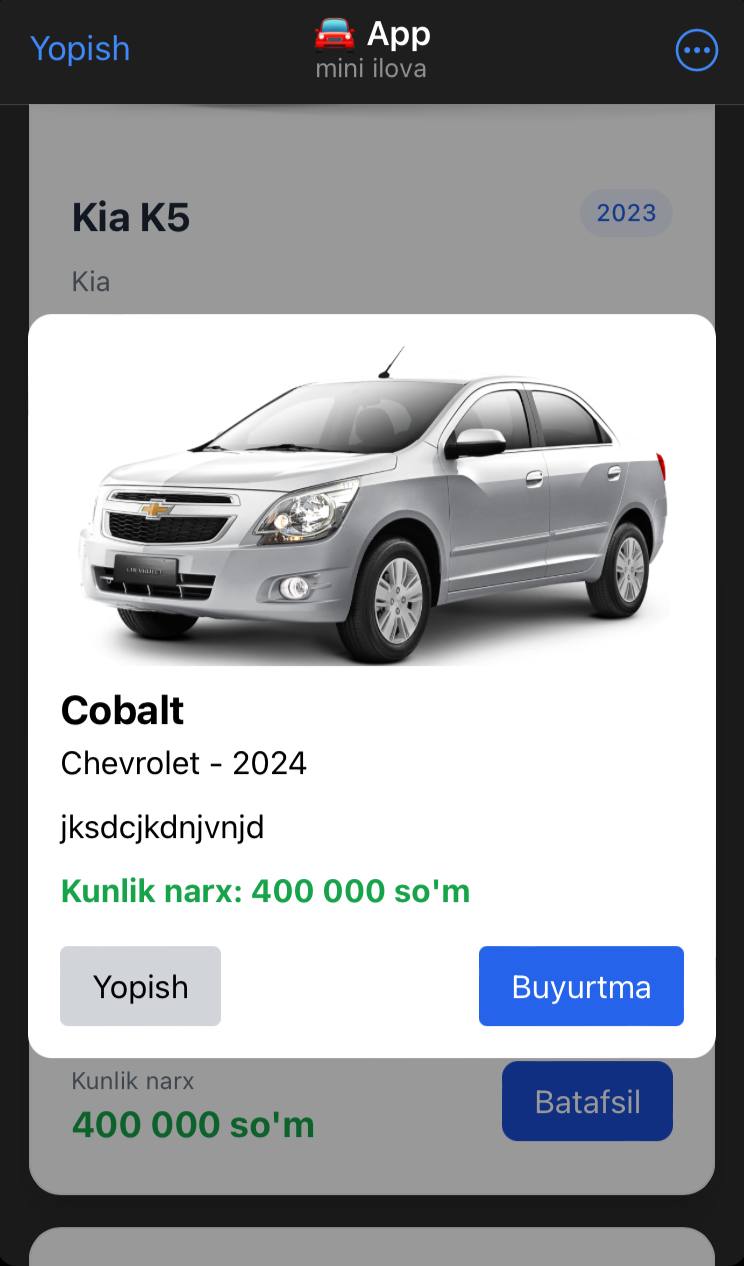 Yopish
🚘 App
mini ilova
Kia K5
2023
Kia
CHEVROLET
Cobalt
Chevrolet - 2024
jksdcjkdnjvnjd
Kunlik narx: 400 000 so'm
Yopish
Buyurtma
Kunlik narx
400 000 so'm
Batafsil